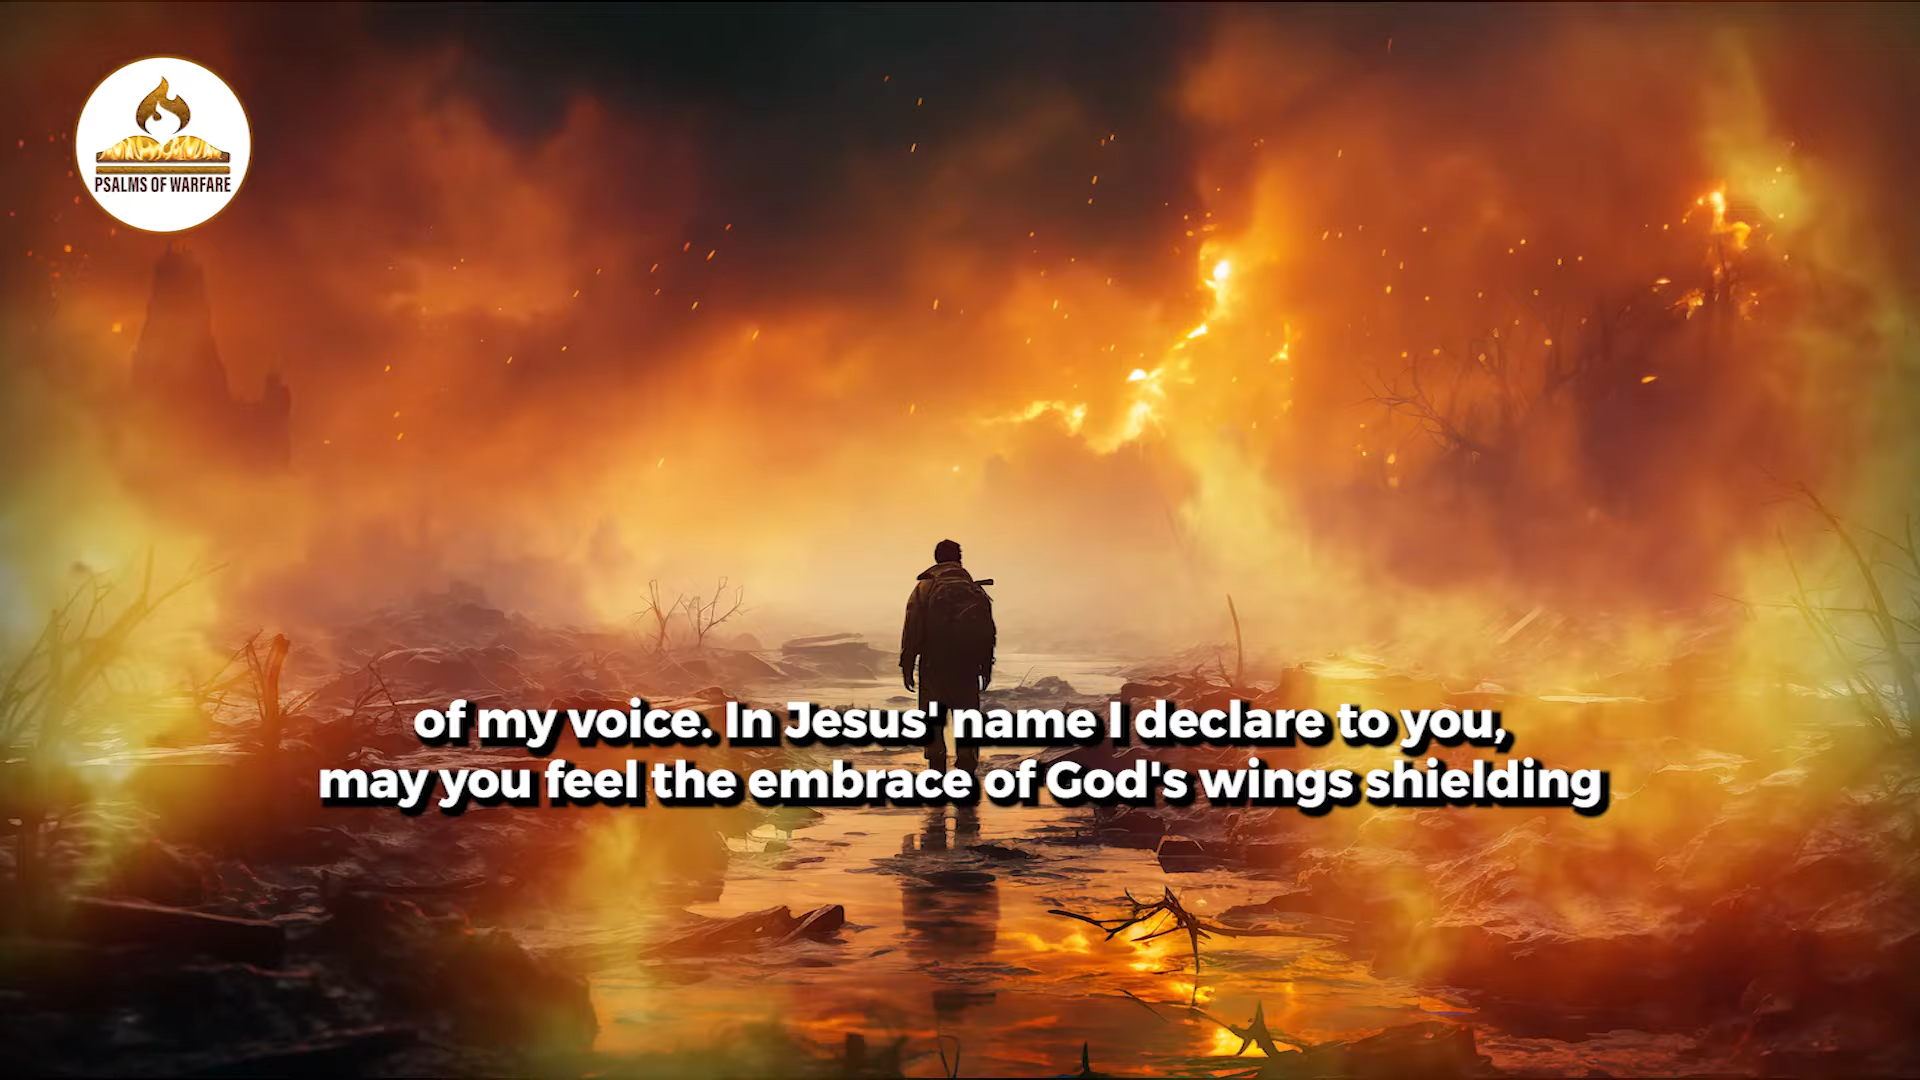 PSALMS OF WARFARE
of my voice. In Jesus' name I declare to you,
may you feel the embrace of God's wings shielding